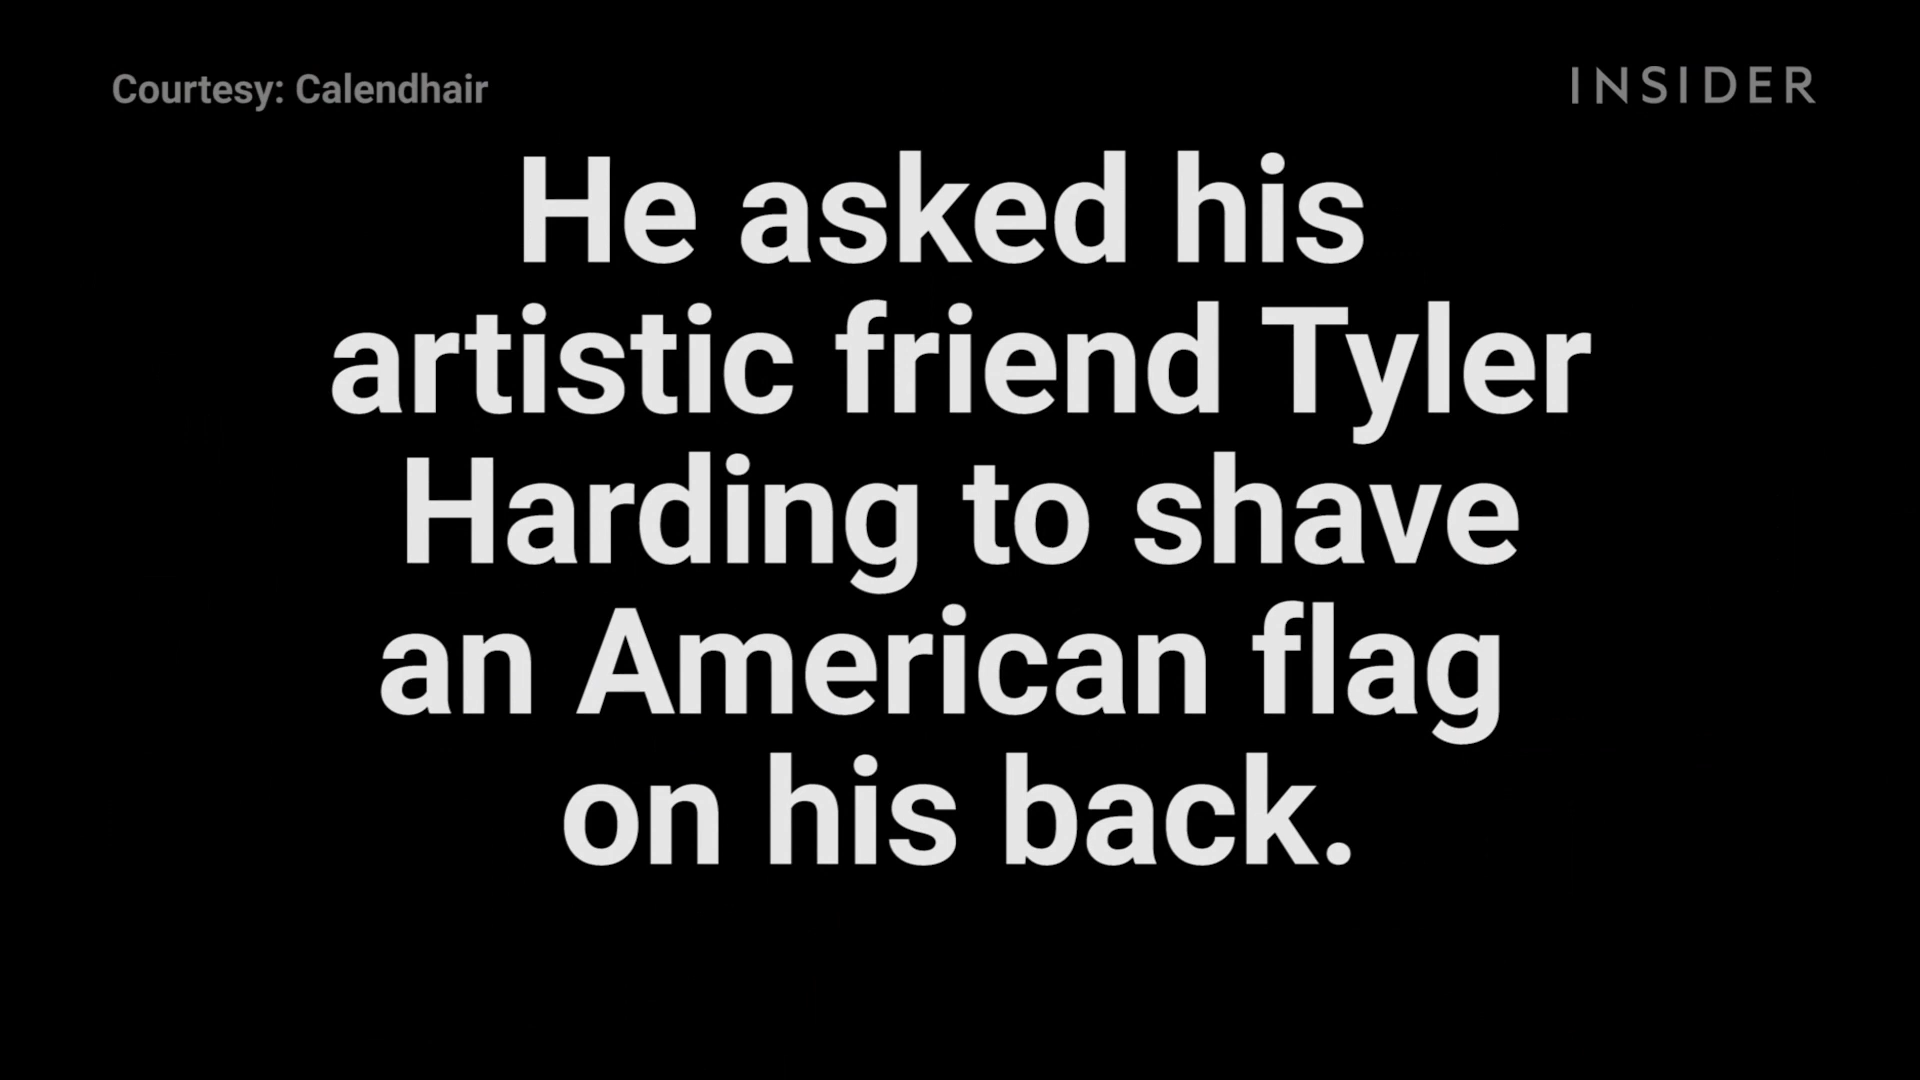 Courtesy: Calendhair
INSIDER
He asked his
artistic friend Tyler
Harding to shave
an American flag
on his back.